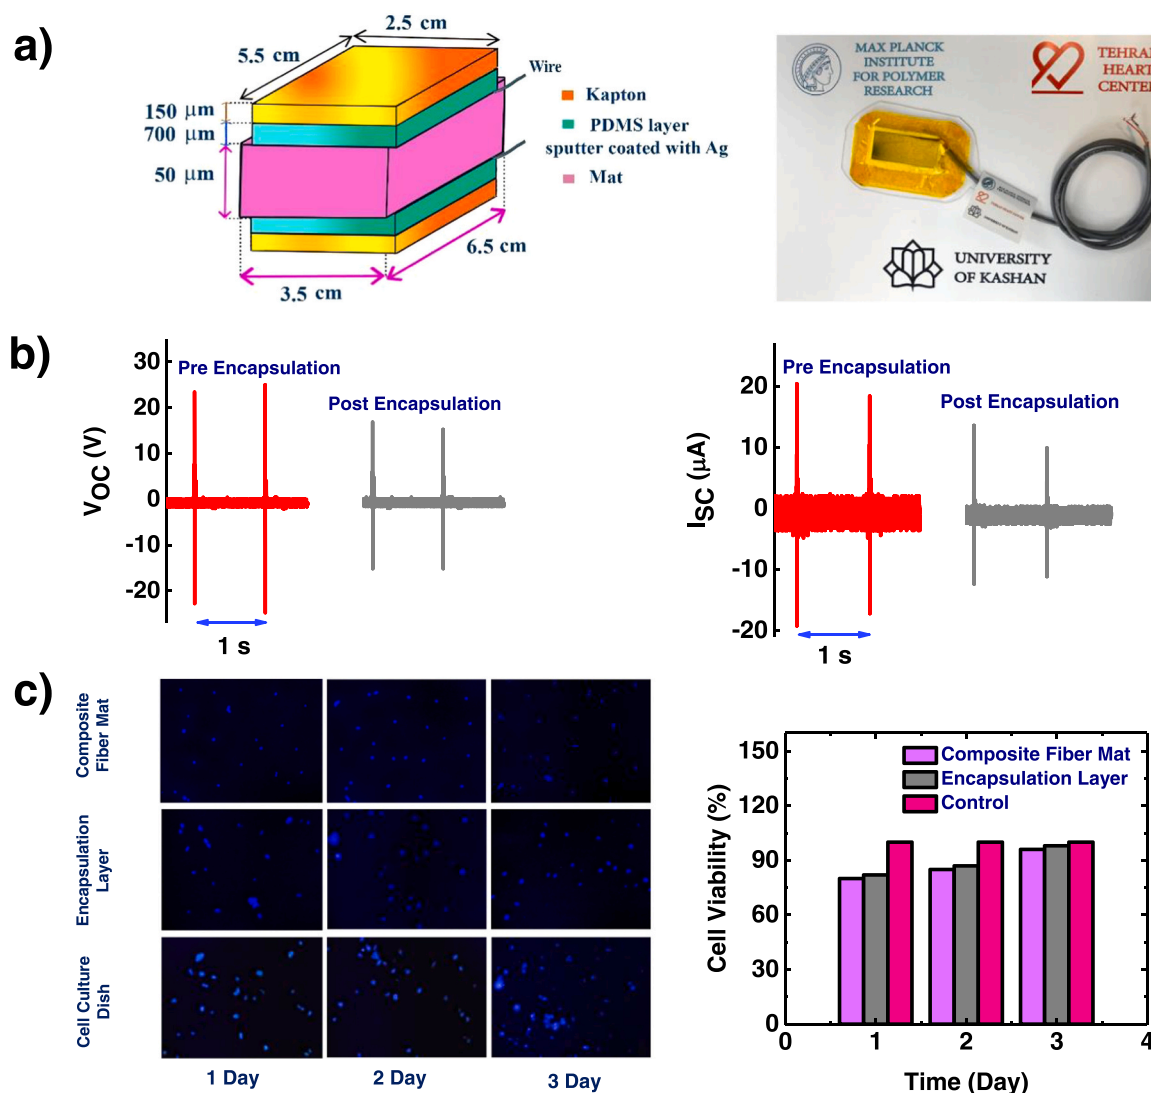 a)
2.5 cm
5.5 cm
Wire
150 µm
700 µm
50 µm
Kapton
PDMS layer
sputter coated with Ag
Mat
6.5 cm
3.5 cm
MAX PLANCK
INSTITUTE
FOR POLYMER
RESEARCH
TEHRAN
HEART
CENTER
UNIVERSITY
OF KASHAN
b)
30
20
10
0
-10
-20
VOC (V)
Pre Encapsulation
Post Encapsulation
1 s
20
10
0
-10
-20
ISC (µA)
Pre Encapsulation
Post Encapsulation
1 s
c)
Composite
Fiber Mat
Encapsulation
Layer
Cell Culture
Dish
1 Day
2 Day
3 Day
150
120
90
60
30
0
Cell Viability (%)
Composite Fiber Mat
Encapsulation Layer
Control
0
1
2
3
4
Time (Day)